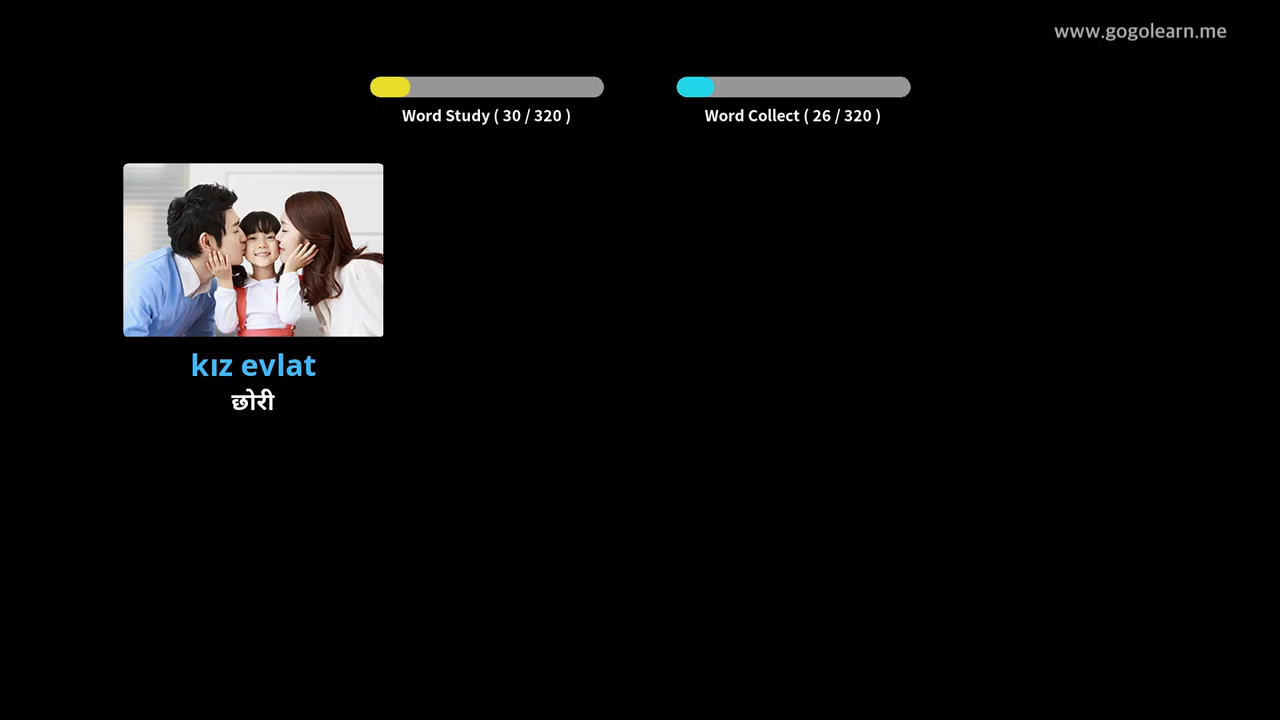 www.gogolearn.me
Word Study ( 30 / 320 )
Word Collect ( 26 / 320 )
kız evlat
छोरी